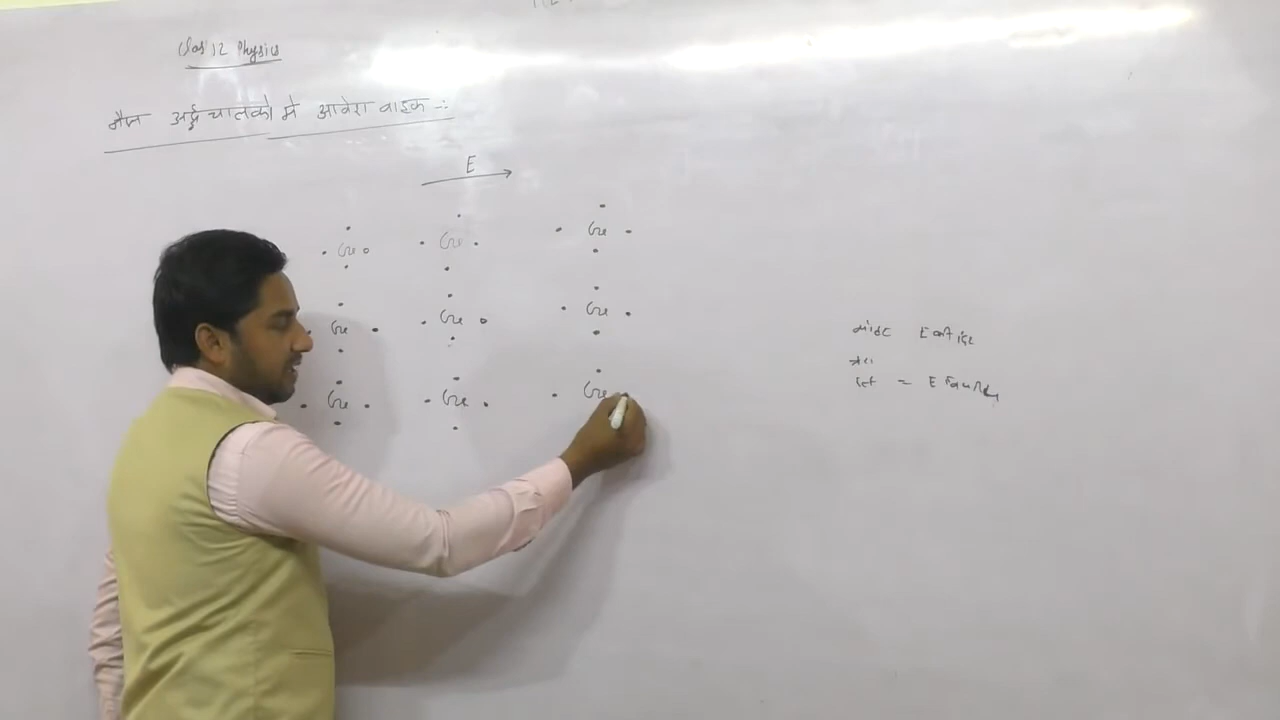 Class 12 Physics
नैज अर्द्धचालको मे आवेश वाहक -:
E
Ge Ge Ge
Ge Ge Ge
Ge Ge Ge
E की दि
= E